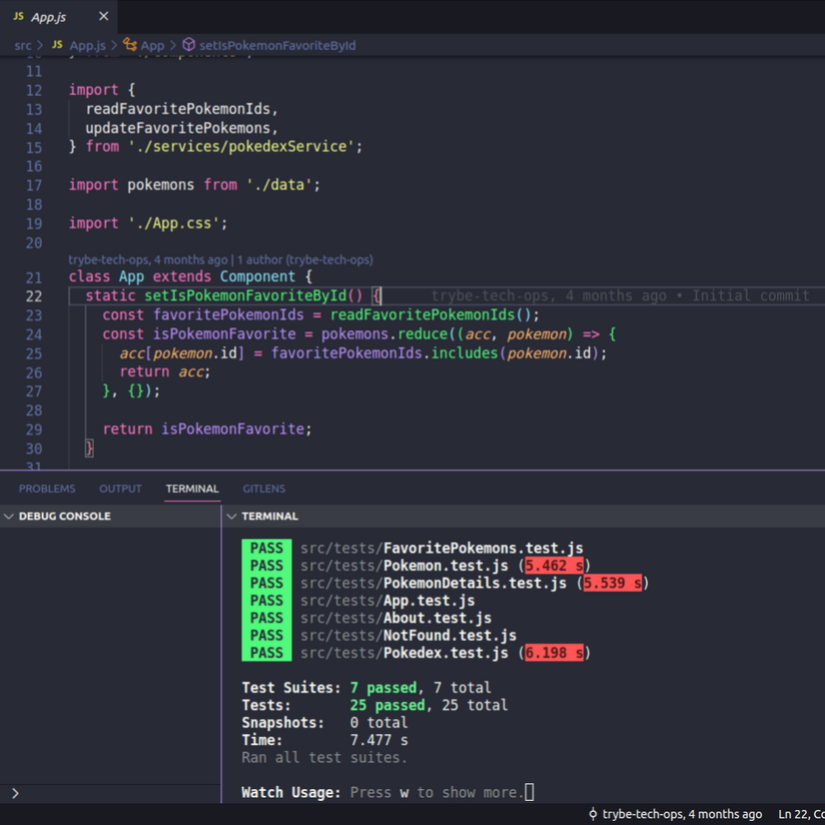 JS App.js ×
src > JS App.js > App > setIsPokemonFavoriteById
11
12 import {
13 readFavoritePokemonIds,
14 updateFavoritePokemons,
15 } from './services/pokedexService';
16
17 import pokemons from './data';
18
19 import './App.css';
20
trybe-tech-ops, 4 months ago | 1 author (trybe-tech-ops)
21 class App extends Component {
22 static setIsPokemonFavoriteById() { trybe-tech-ops, 4 months ago • Initial commit
23 const favoritePokemonIds = readFavoritePokemonIds();
24 const isPokemonFavorite = pokemons.reduce((acc, pokemon) => {
25 acc[pokemon.id] = favoritePokemonIds.includes(pokemon.id);
26 return acc;
27 }, {});
28
29 return isPokemonFavorite;
30 }
31
PROBLEMS OUTPUT TERMINAL GITLENS
DEBUG CONSOLE
TERMINAL
PASS src/tests/FavoritePokemons.test.js
PASS src/tests/Pokemon.test.js (5.462 s)
PASS src/tests/PokemonDetails.test.js (5.539 s)
PASS src/tests/App.test.js
PASS src/tests/About.test.js
PASS src/tests/NotFound.test.js
PASS src/tests/Pokedex.test.js (6.198 s)
Test Suites: 7 passed, 7 total
Tests: 25 passed, 25 total
Snapshots: 0 total
Time: 7.477 s
Ran all test suites.
Watch Usage: Press w to show more.
>
trybe-tech-ops, 4 months ago Ln 22, Co